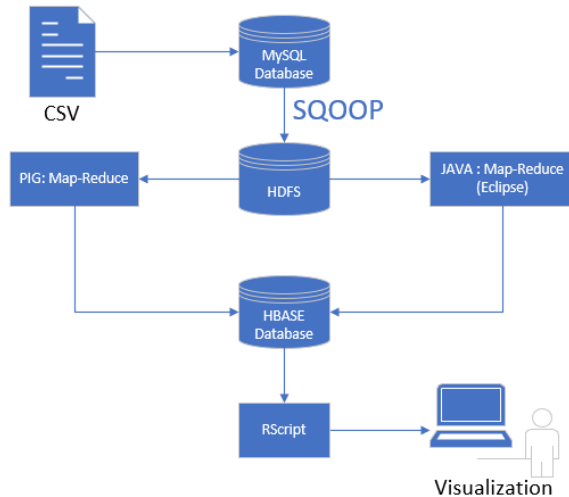 MySQL
Database
CSV
SQOOP
PIG: Map-Reduce
HDFS
JAVA : Map-Reduce
(Eclipse)
HBASE
Database
RScript
Visualization